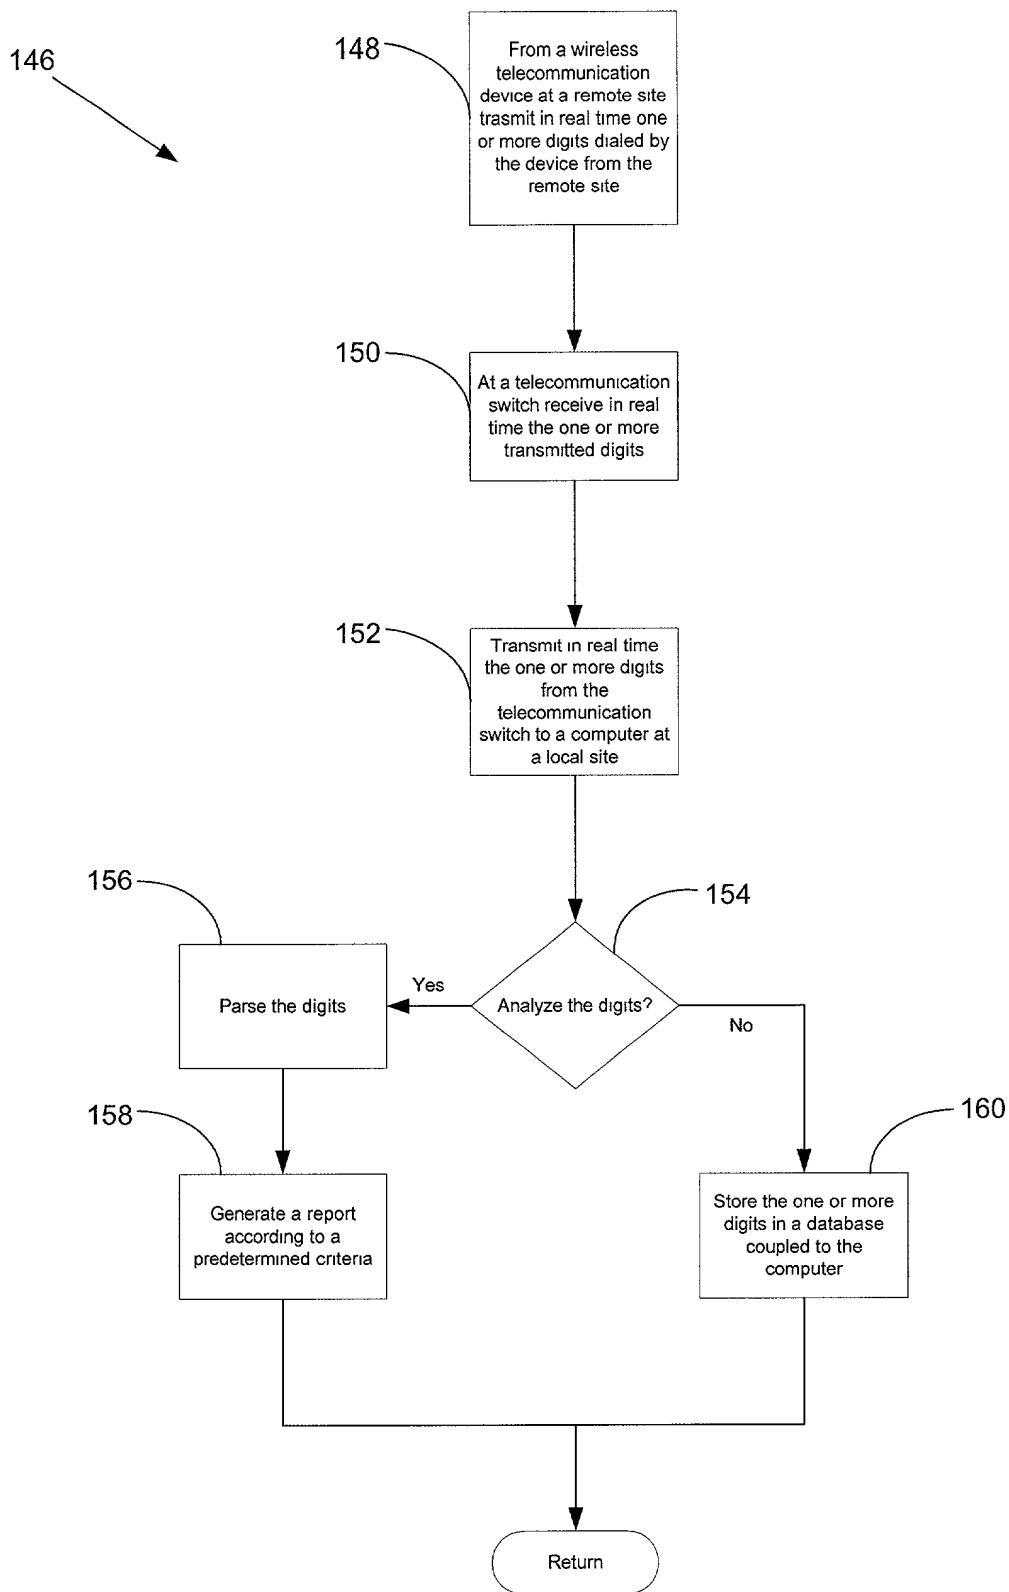 146
148
From a wireless
telecommunication
device at a remote site
trasmit in real time one
or more digits dialed by
the device from the
remote site
150
At a telecommunication
switch receive in real
time the one or more
transmitted digits
152
Transmit in real time
the one or more digits
from the
telecommunication
switch to a computer at
a local site
154
Analyze the digits?
Yes
No
156
Parse the digits
158
Generate a report
according to a
predetermined criteria
160
Store the one or more
digits in a database
coupled to the
computer
Return